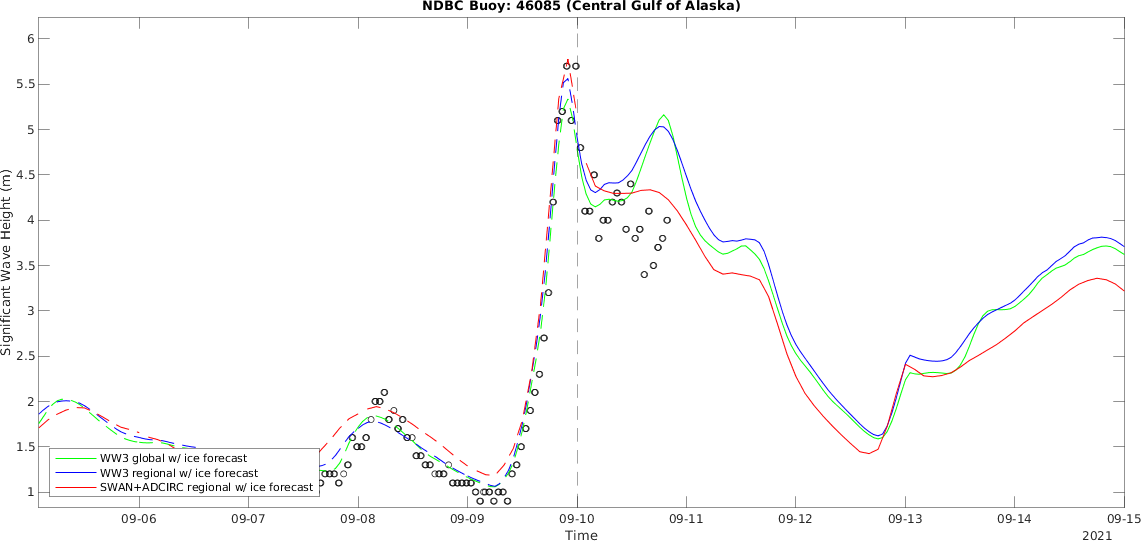 NDBC Buoy: 46085 (Central Gulf of Alaska)
6
5.5
5
4.5
4
3.5
3
2.5
2
1.5
1
Significant Wave Height (m)
WW3 global w/ ice forecast
WW3 regional w/ ice forecast
SWAN+ADCIRC regional w/ ice forecast
09-06 09-07 09-08 09-09 09-10 09-11 09-12 09-13 09-14 09-15
Time
2021